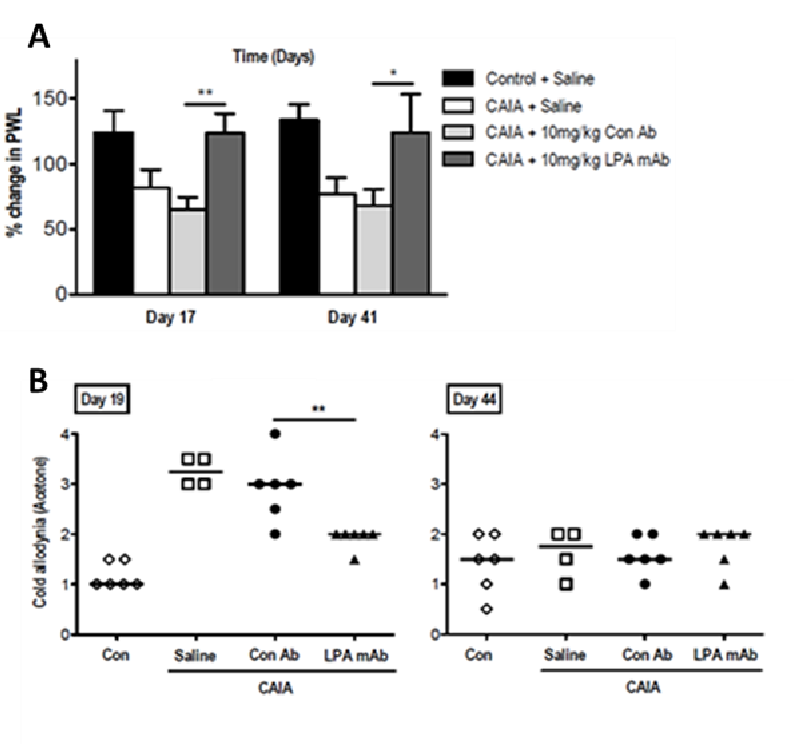 A
Time (Days)
% change in PWL
150
100
50
0
Day 17
Day 41
**
*
Control + Saline
CAIA + Saline
CAIA + 10mg/kg Con Ab
CAIA + 10mg/kg LPA mAb
B
Day 19
Cold allodynia (Acetone)
4
3
2
1
0
**
Con
Saline
Con Ab
LPA mAb
CAIA
Day 44
4
3
2
1
0
Con
Saline
Con Ab
LPA mAb
CAIA